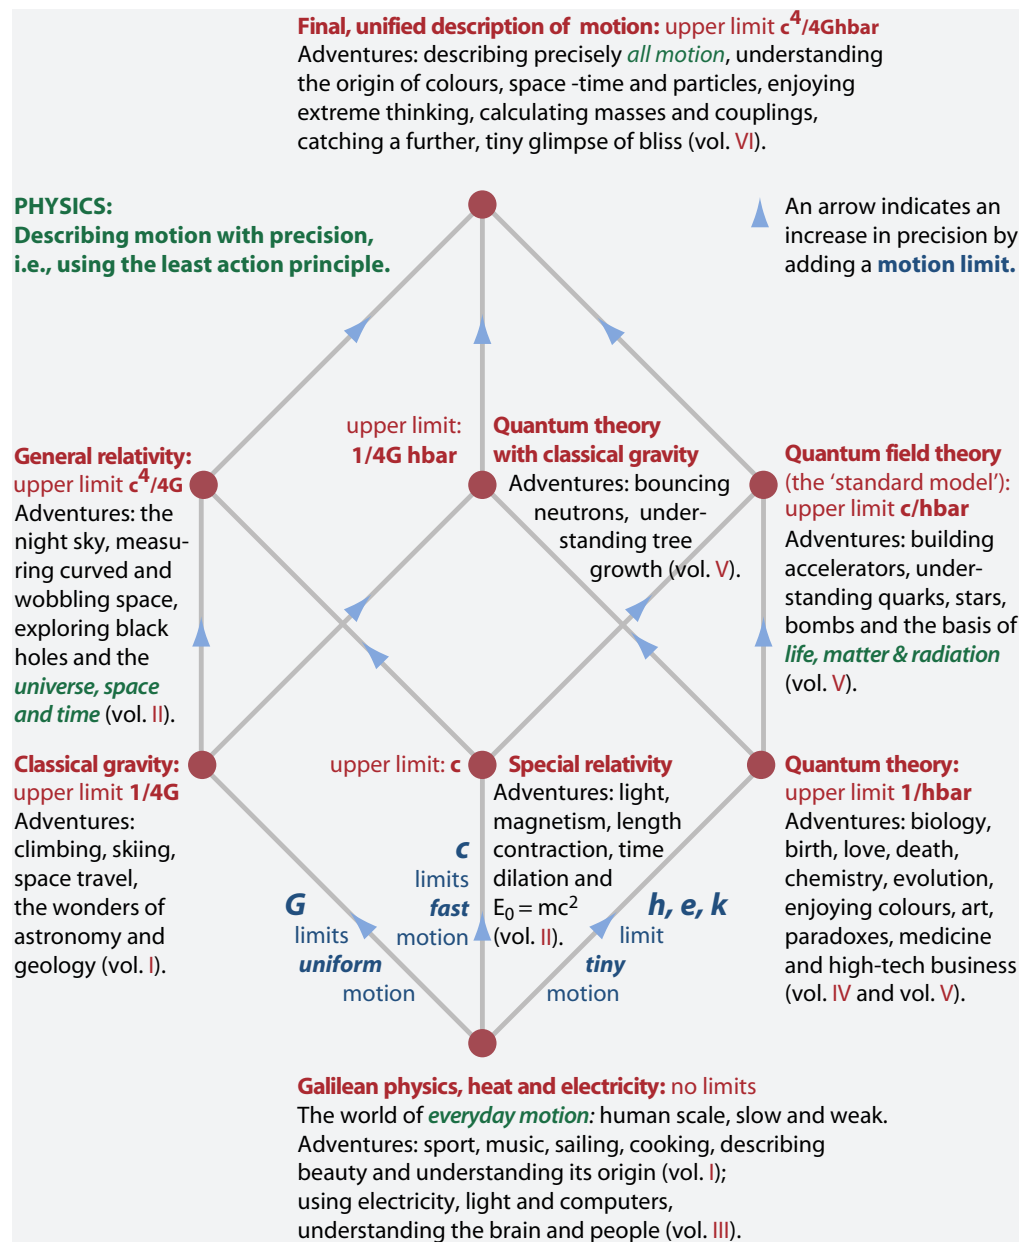 Final, unified description of motion: upper limit c⁴/4Ghbar
Adventures: describing precisely all motion, understanding
the origin of colours, space -time and particles, enjoying
extreme thinking, calculating masses and couplings,
catching a further, tiny glimpse of bliss (vol. VI).
PHYSICS:
Describing motion with precision,
i.e., using the least action principle.
An arrow indicates an
increase in precision by
adding a motion limit.
General relativity:
upper limit c⁴/4G
Adventures: the
night sky, measu-
ring curved and
wobbling space,
exploring black
holes and the
universe, space
and time (vol. II).
upper limit:
1/4G hbar
Quantum theory
with classical gravity
Adventures: bouncing
neutrons, under-
standing tree
growth (vol. V).
Quantum field theory
(the ‘standard model’):
upper limit c/hbar
Adventures: building
accelerators, under-
standing quarks, stars,
bombs and the basis of
life, matter & radiation
(vol. V).
Classical gravity:
upper limit 1/4G
Adventures:
climbing, skiing,
space travel,
the wonders of
astronomy and
geology (vol. I).
upper limit: c
Special relativity
Adventures: light,
magnetism, length
contraction, time
dilation and
E₀ = mc²
(vol. II).
Quantum theory:
upper limit 1/hbar
Adventures: biology,
birth, love, death,
chemistry, evolution,
enjoying colours, art,
paradoxes, medicine
and high-tech business
(vol. IV and vol. V).
G
limits
uniform
motion
c
limits
fast
motion
h, e, k
limit
tiny
motion
Galilean physics, heat and electricity: no limits
The world of everyday motion: human scale, slow and weak.
Adventures: sport, music, sailing, cooking, describing
beauty and understanding its origin (vol. I);
using electricity, light and computers,
understanding the brain and people (vol. III).